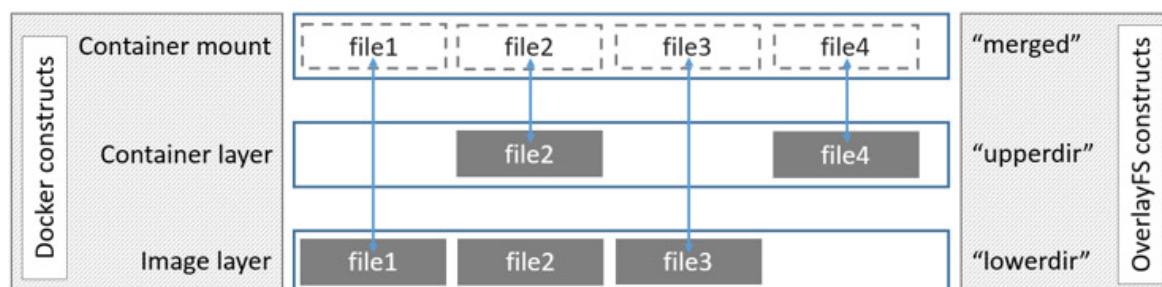 Docker constructs
Container mount
file1
file2
file3
file4
“merged”
Container layer
file2
file4
“upperdir”
Image layer
file1
file2
file3
“lowerdir”
OverlayFS constructs